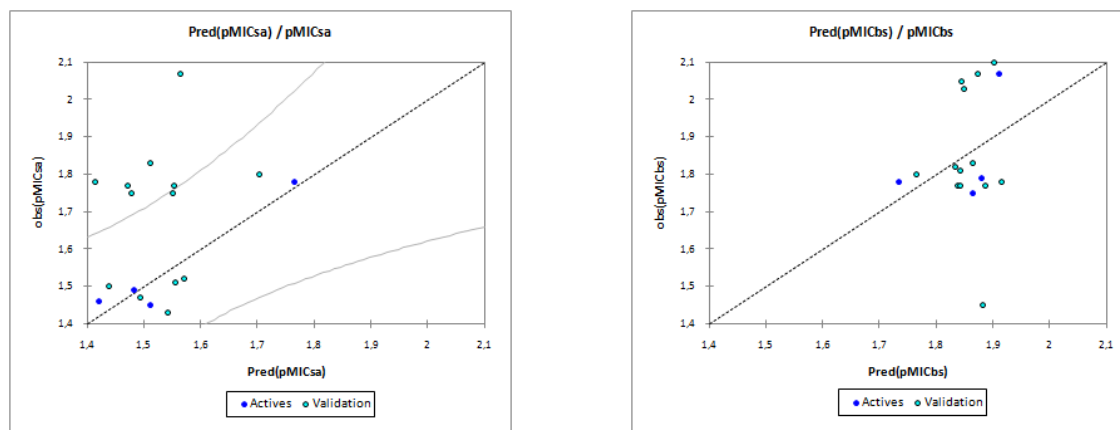 Pred(pMICsa) / pMICsa
2,1
2
1,9
1,8
1,7
1,6
1,5
1,4
obs(pMICsa)
1,4 1,5 1,6 1,7 1,8 1,9 2 2,1
Pred(pMICsa)
Actives Validation
Pred(pMICbs) / pMICbs
2,1
2
1,9
1,8
1,7
1,6
1,5
1,4
obs(pMICbs)
1,4 1,5 1,6 1,7 1,8 1,9 2 2,1
Pred(pMICbs)
Actives Validation